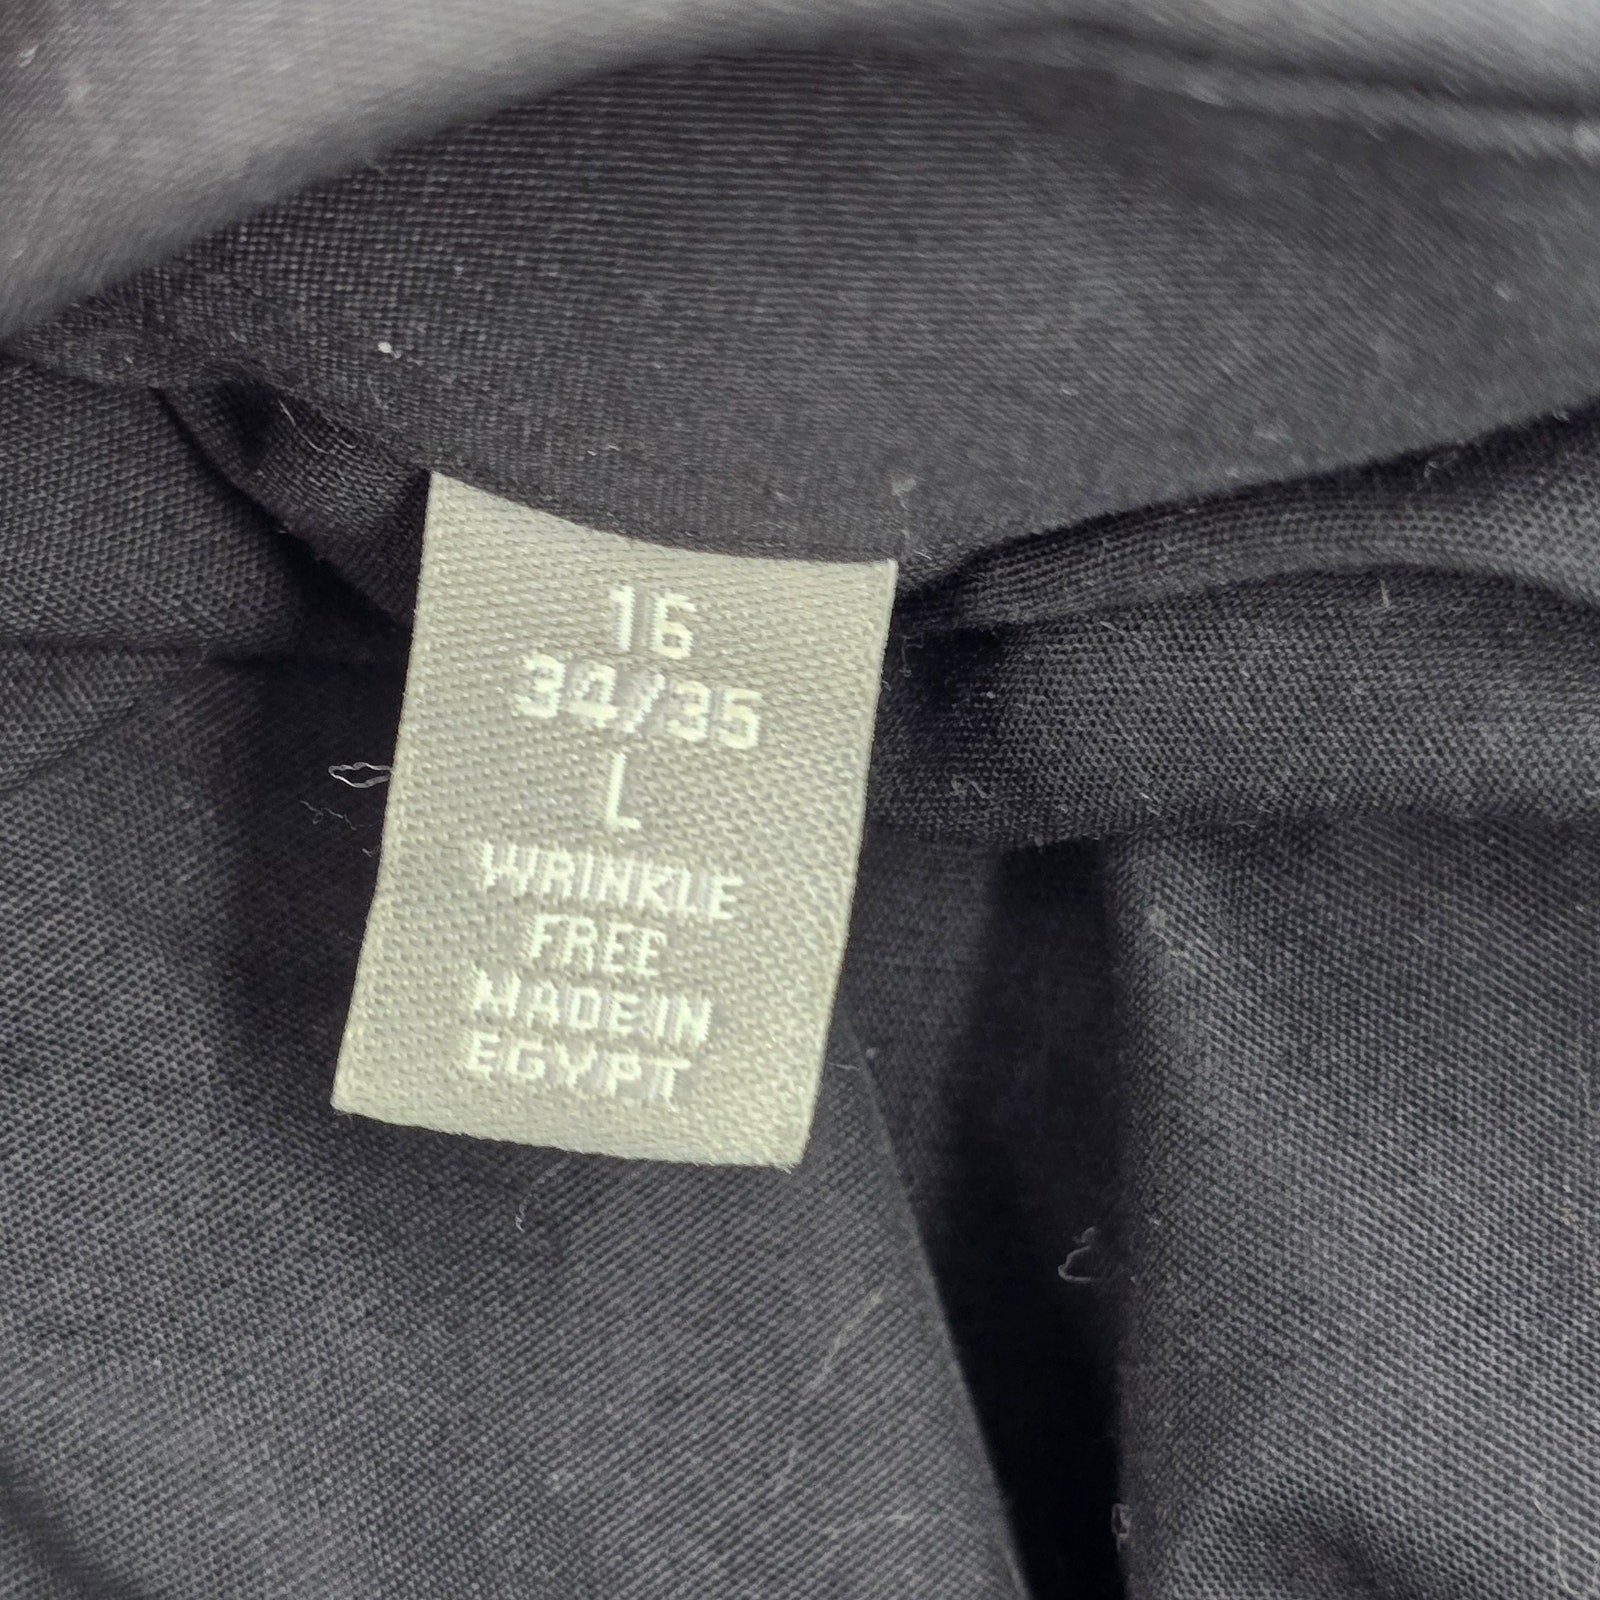 16
34/35
L
WRINKLE
FREE
MADE IN
EGYPT